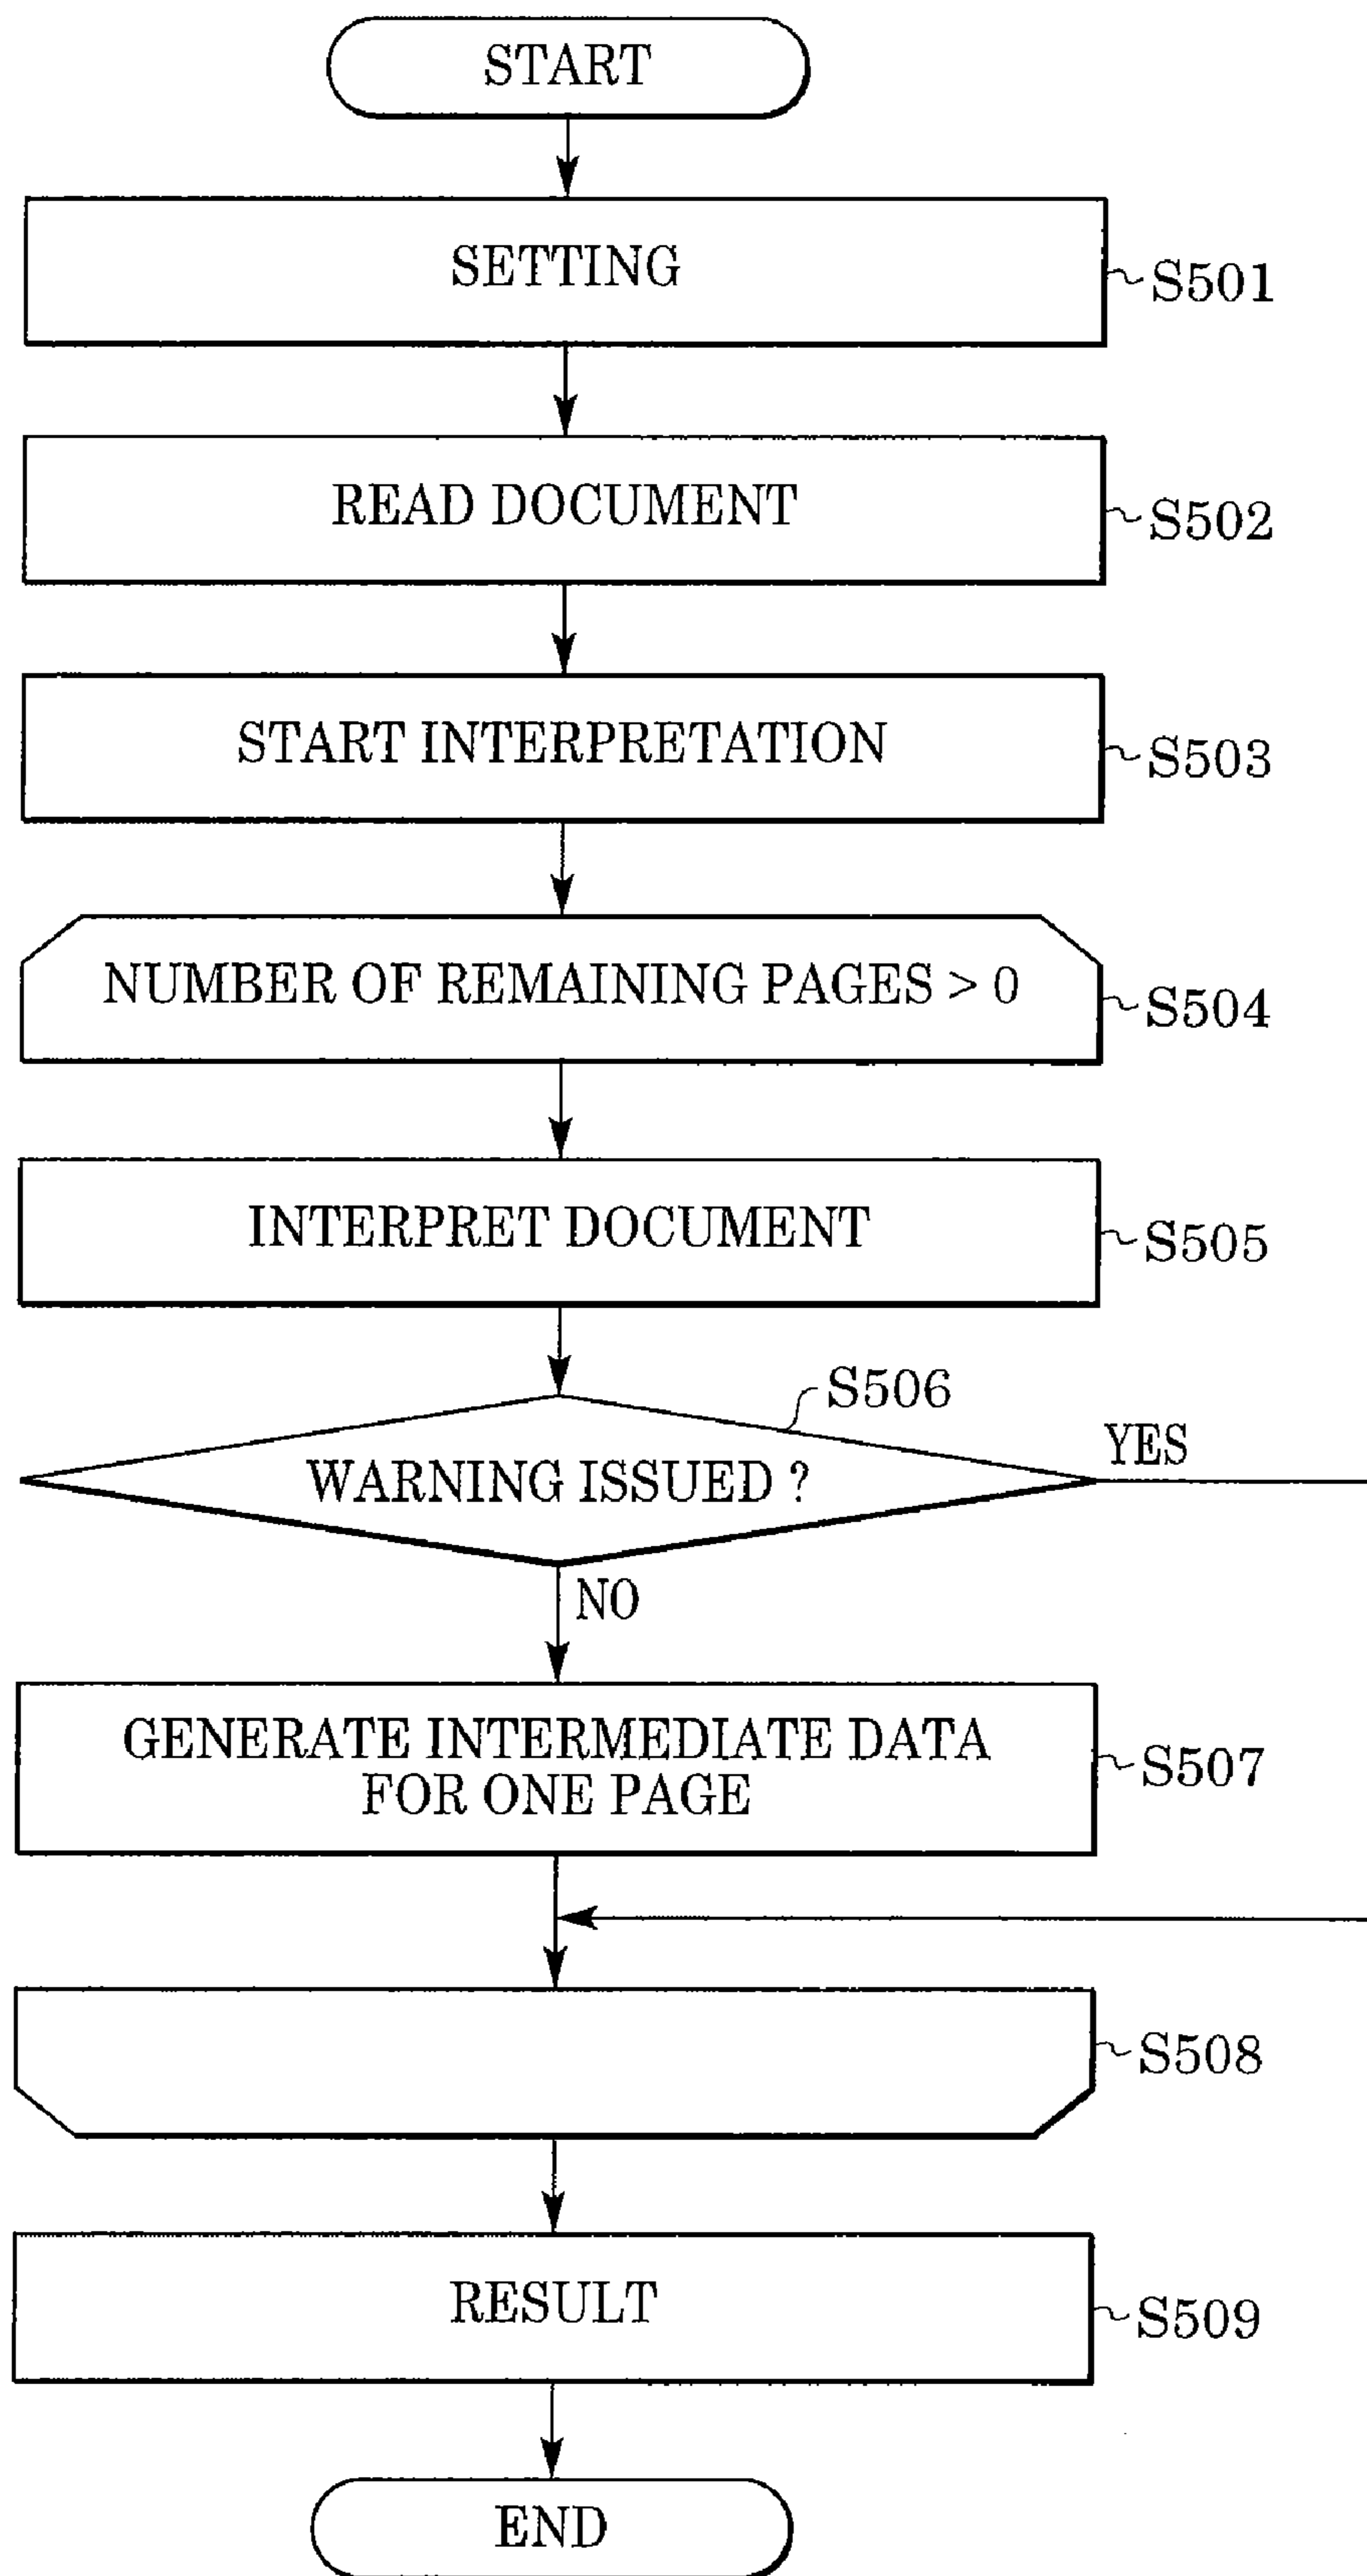 START
SETTING
S501
READ DOCUMENT
S502
START INTERPRETATION
S503
NUMBER OF REMAINING PAGES > 0
S504
INTERPRET DOCUMENT
S505
S506
WARNING ISSUED ?
YES
NO
GENERATE INTERMEDIATE DATA
FOR ONE PAGE
S507
S508
RESULT
S509
END